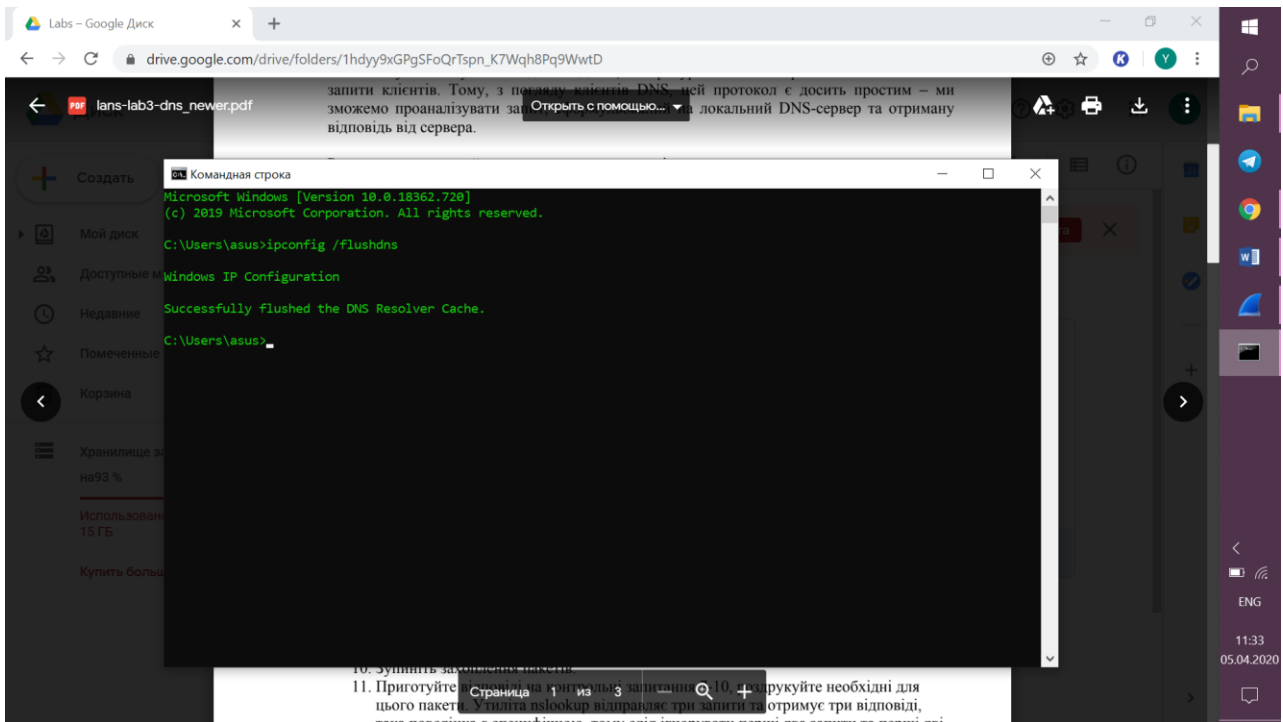 Labs – Google Диск
drive.google.com/drive/folders/1hdyy9xGPgSFoQrTspn_K7Wqh8Pq9WwtD
K
Y
запити клієнтів. Тому, з погляду клієнтів DNS, цей протокол є досить простим – ми
PDF lans-lab3-dns_newer.pdf
Открыть с помощью...
зможемо проаналізувати локальний DNS-сервер та отриману
відповідь від сервера.
Создать
Мой диск
Доступные
Недавние
Помеченные
Корзина
Хранилище
на93 %
15 ГБ
Купить
Командная строка
Microsoft Windows [Version 10.0.18362.720]
(c) 2019 Microsoft Corporation. All rights reserved.
C:\Users\asus>ipconfig /flushdns
Windows IP Configuration
Successfully flushed the DNS Resolver Cache.
C:\Users\asus>
10. Зупиніть захоплення пакетів.
11. Приготуйте відповіді на контрольні запитання роздрукуйте необхідні для
цього пакети. Утиліта nslookup відправляє три запити та отримує три відповіді,
Страница 1 из 3
ENG
11:33
05.04.2020